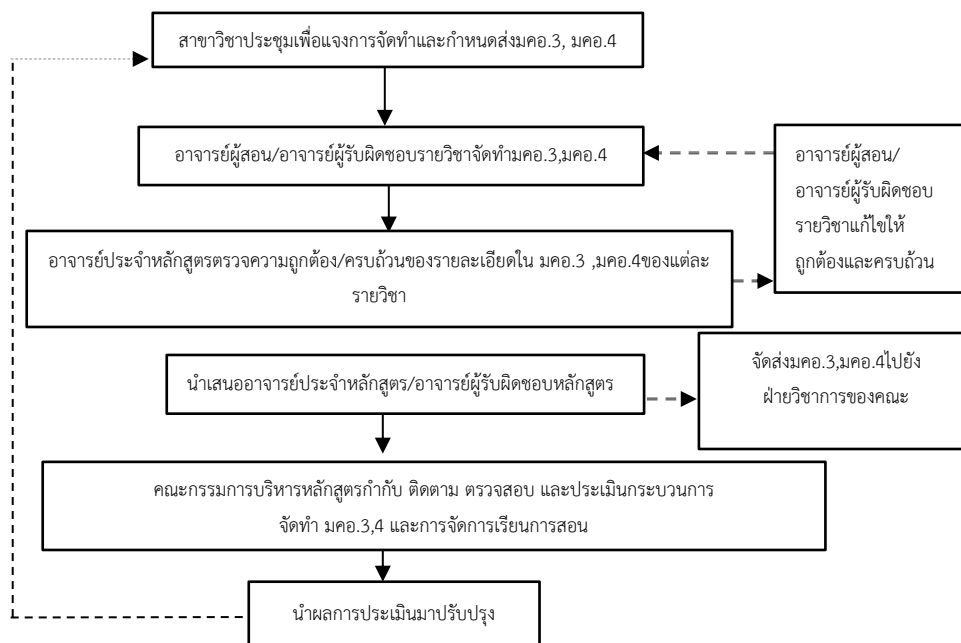 สาขาวิชาประชุมเพื่อแจงการจัดทำและกำหนดส่งมคอ.3, มคอ.4
อาจารย์ผู้สอน/อาจารย์ผู้รับผิดชอบรายวิชาจัดทำมคอ.3,มคอ.4
อาจารย์ผู้สอน/
อาจารย์ผู้รับผิดชอบ
รายวิชาแก้ไขให้
ถูกต้องและครบถ้วน
อาจารย์ประจำหลักสูตรตรวจความถูกต้อง/ครบถ้วนของรายละเอียดใน มคอ.3 ,มคอ.4ของแต่ละ
รายวิชา
นำเสนออาจารย์ประจำหลักสูตร/อาจารย์ผู้รับผิดชอบหลักสูตร
จัดส่งมคอ.3,มคอ.4ไปยัง
ฝ่ายวิชาการของคณะ
คณะกรรมการบริหารหลักสูตรกำกับ ติดตาม ตรวจสอบ และประเมินกระบวนการ
จัดทำ มคอ.3,4 และการจัดการเรียนการสอน
นำผลการประเมินมาปรับปรุง